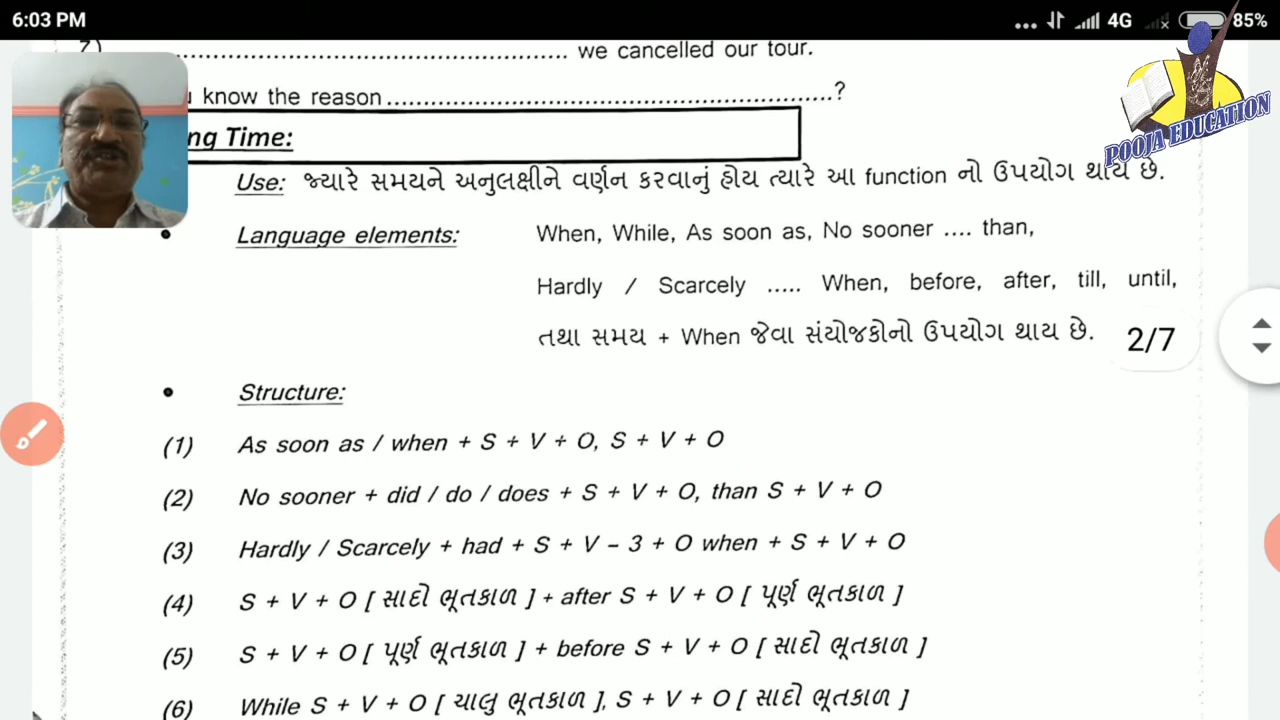 6:03 PM
4G
85%
7)
.......................................................... we cancelled our tour.
know the reason ..............................................................?
POOJA EDUCATION
ng Time:
Use: જ્યારે સમયને અનુલક્ષીને વર્ણન કરવાનું હોય ત્યારે આ function નો ઉપયોગ થાય છે.
• Language elements: When, While, As soon as, No sooner .... than,
Hardly / Scarcely ..... When, before, after, till, until,
તથા સમય + When જેવા સંયોજકોનો ઉપયોગ થાય છે.
2/7
• Structure:
(1) As soon as / when + S + V + O, S + V + O
(2) No sooner + did / do / does + S + V + O, than S + V + O
(3) Hardly / Scarcely + had + S + V – 3 + O when + S + V + O
(4) S + V + O [ સાદો ભૂતકાળ ] + after S + V + O [ પૂર્ણ ભૂતકાળ ]
(5) S + V + O [ પૂર્ણ ભૂતકાળ ] + before S + V + O [ સાદો ભૂતકાળ ]
(6) While S + V + O [ ચાલુ ભૂતકાળ ], S + V + O [ સાદો ભૂતકાળ ]